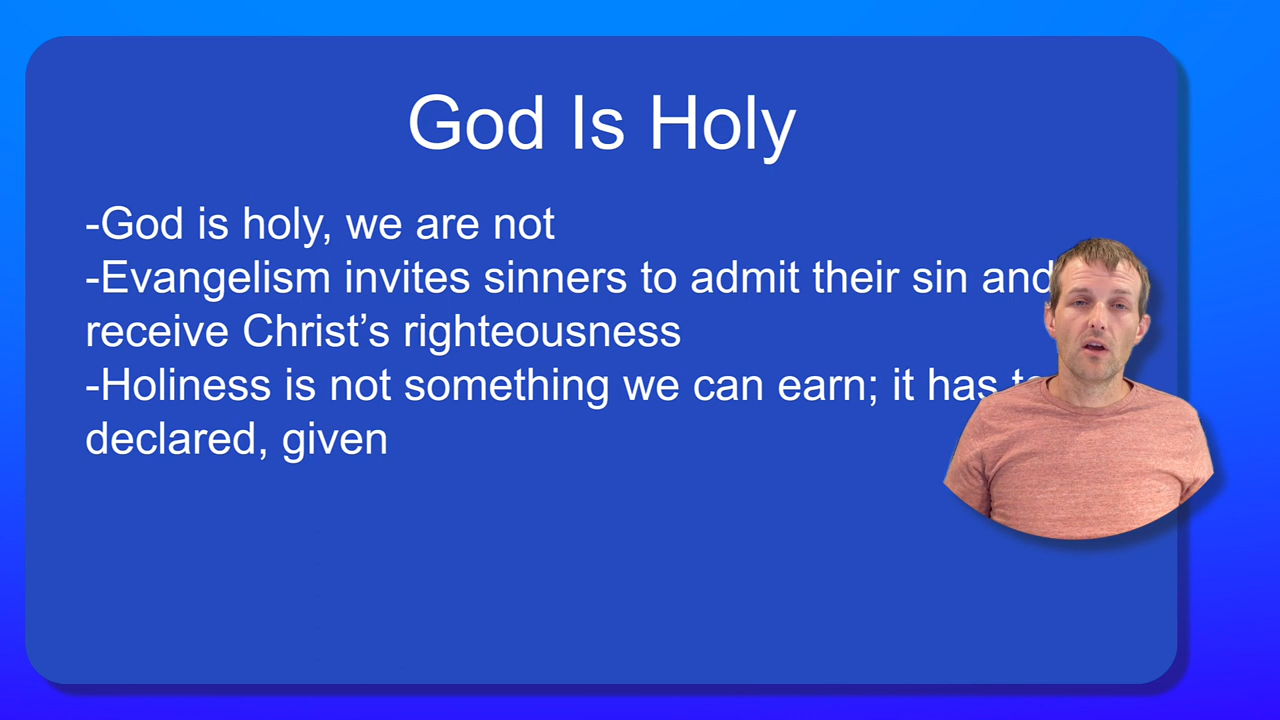 God Is Holy
-God is holy, we are not
-Evangelism invites sinners to admit their sin and
receive Christ’s righteousness
-Holiness is not something we can earn; it has
declared, given